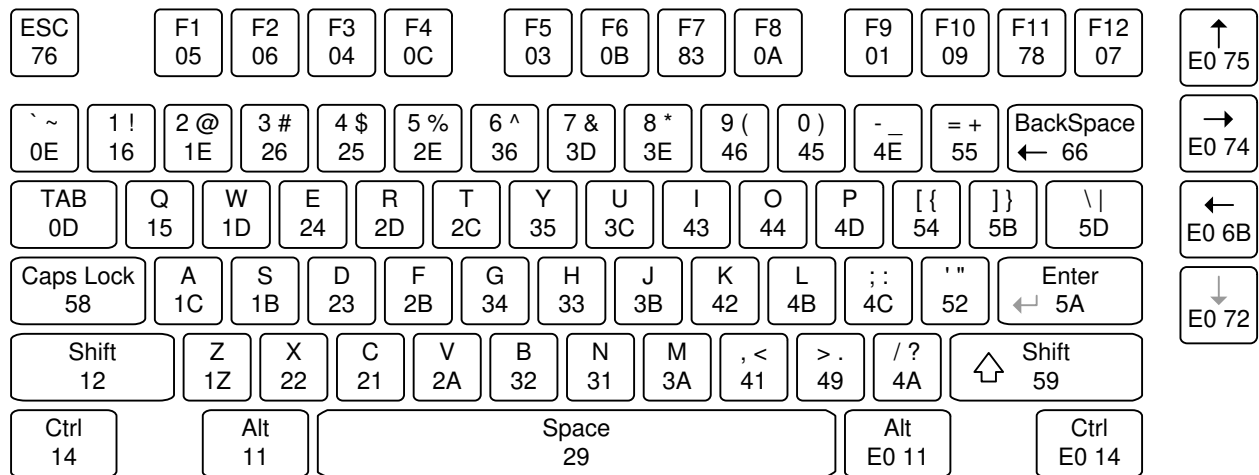 ESC F1 F2 F3 F4 F5 F6 F7 F8 F9 F10 F11 F12 ↑
76 05 06 04 0C 03 0B 83 0A 01 09 78 07 E0 75
` ~ 1 ! 2 @ 3 # 4 $ 5 % 6 ^ 7 & 8 * 9 ( 0 ) - _ = + BackSpace →
0E 16 1E 26 25 2E 36 3D 3E 46 45 4E 55 ← 66 E0 74
TAB Q W E R T Y U I O P [ { ] } \ | ←
0D 15 1D 24 2D 2C 35 3C 43 44 4D 54 5B 5D E0 6B
Caps Lock A S D F G H J K L ; : ' " Enter ↓
58 1C 1B 23 2B 34 33 3B 42 4B 4C 52 ↵ 5A E0 72
Shift Z X C V B N M , < > . / ? ⇧ Shift
12 1Z 22 21 2A 32 31 3A 41 49 4A 59
Ctrl Alt Space Alt Ctrl
14 11 29 E0 11 E0 14